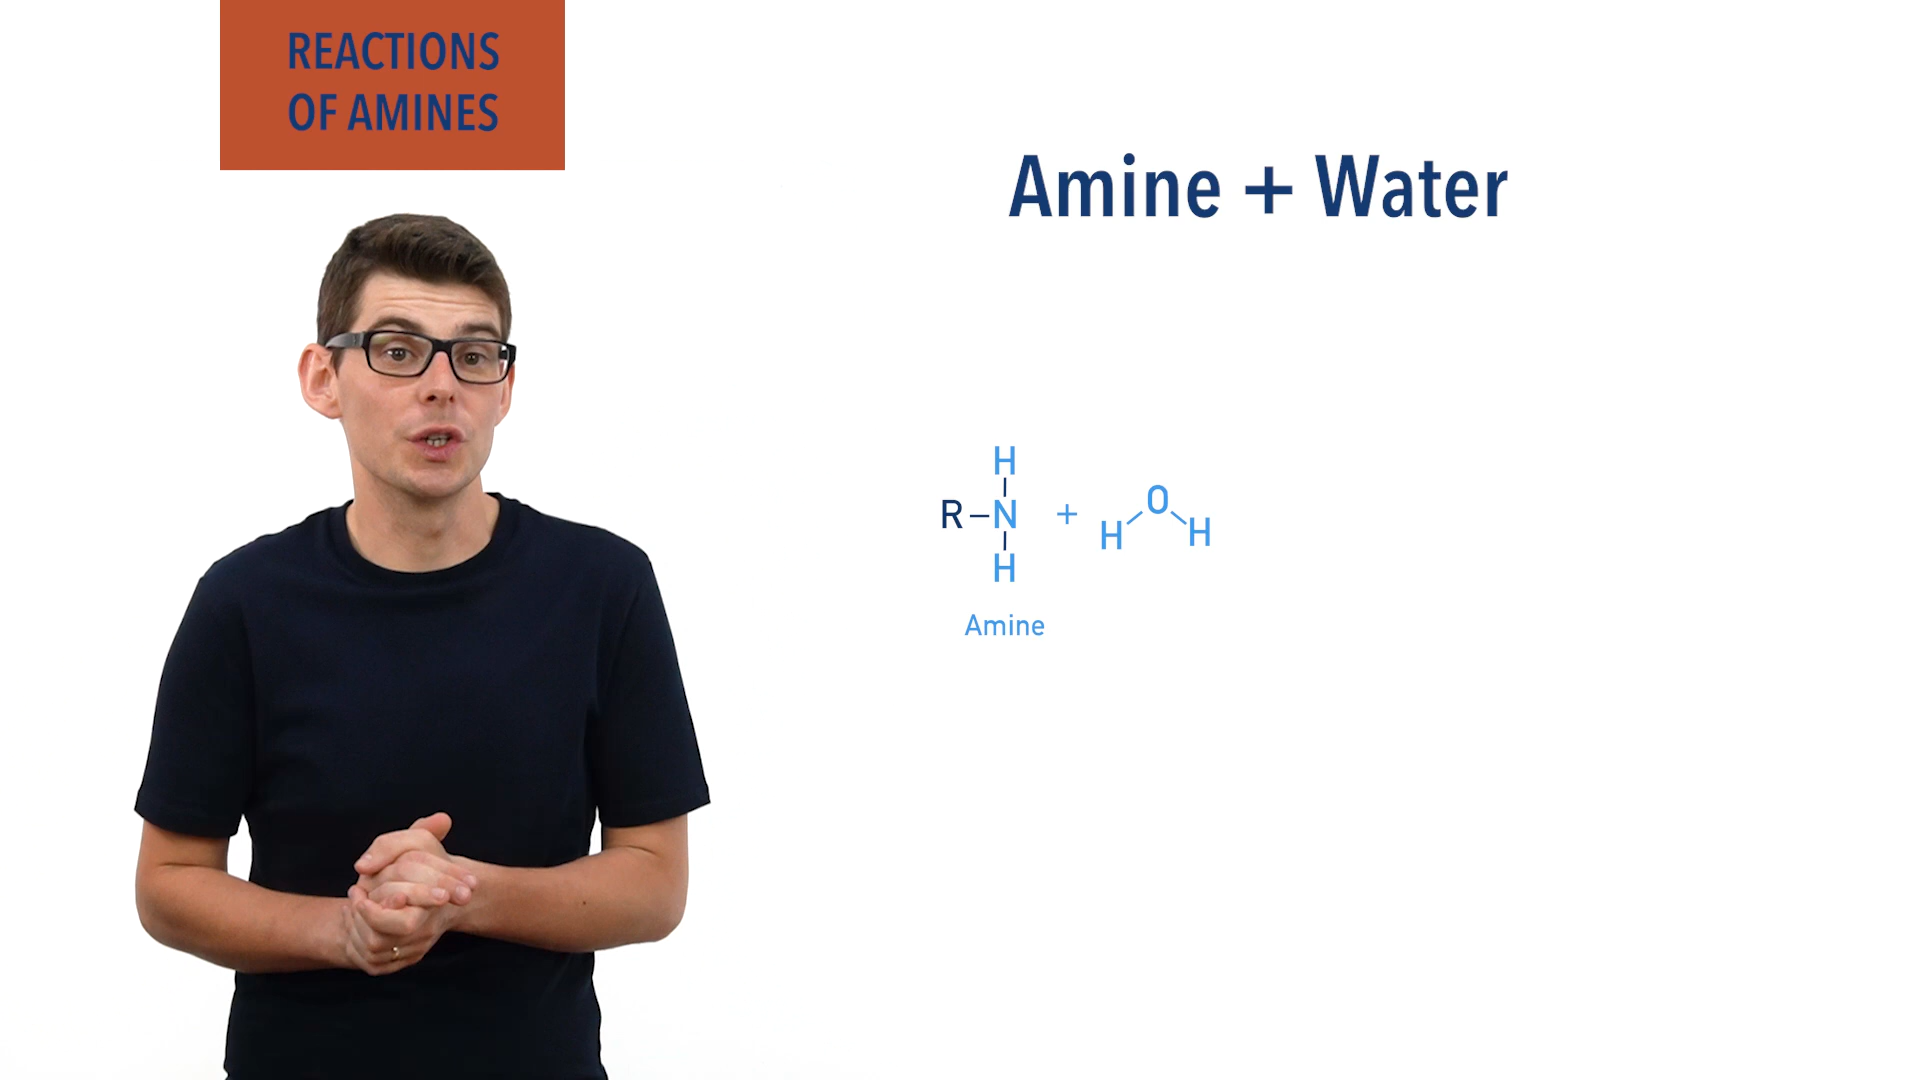 REACTIONS
OF AMINES
Amine + Water
H
R–N + H O H
H
Amine